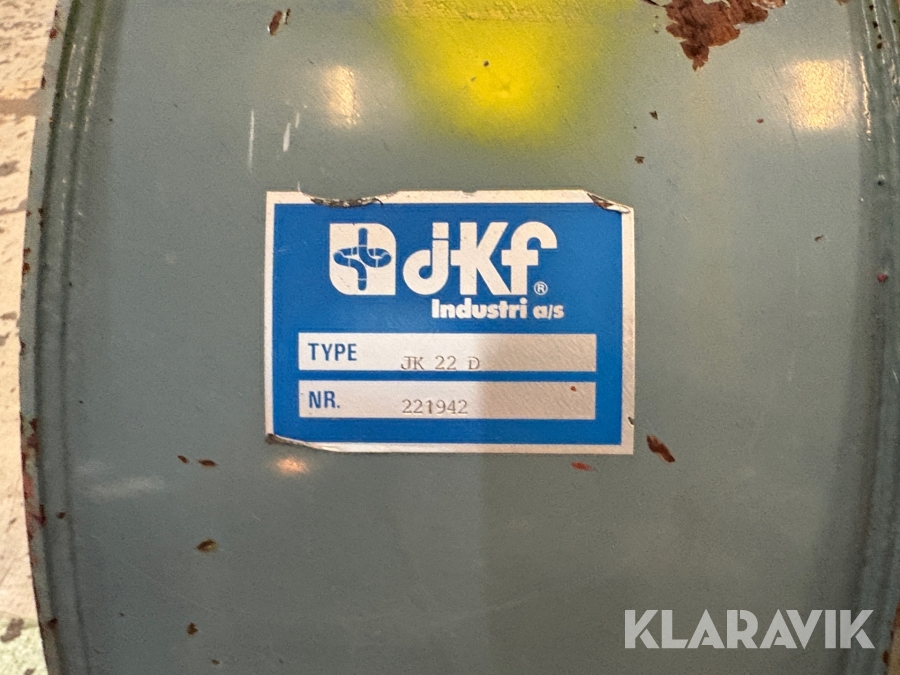 jKf®
Industri a/s
TYPE JK 22 D
NR. 221942
KLARAVIK